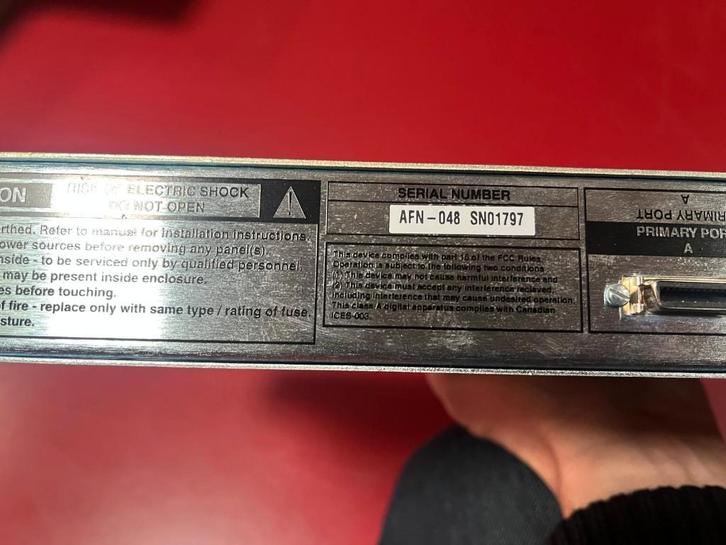 ON
RISK OF ELECTRIC SHOCK
DO NOT OPEN
rthed. Refer to manual for installation instructions.
ower sources before removing any panel(s).
nside - to be serviced only by qualified personnel.
may be present inside enclosure.
es before touching.
of fire - replace only with same type / rating of fuse.
sture.
SERIAL NUMBER
AFN-048 SN01797
This device complies with part 15 of the FCC Rules
Operation is subject to the following two conditions
(1) This device may not cause harmful interference and
(2) This device must accept any interference recieved,
including interference that may cause undesired operation.
This class A digital apparatus complies with Canadian
ICES-003.
A
PRIMARY PORT
PRIMARY POR
A